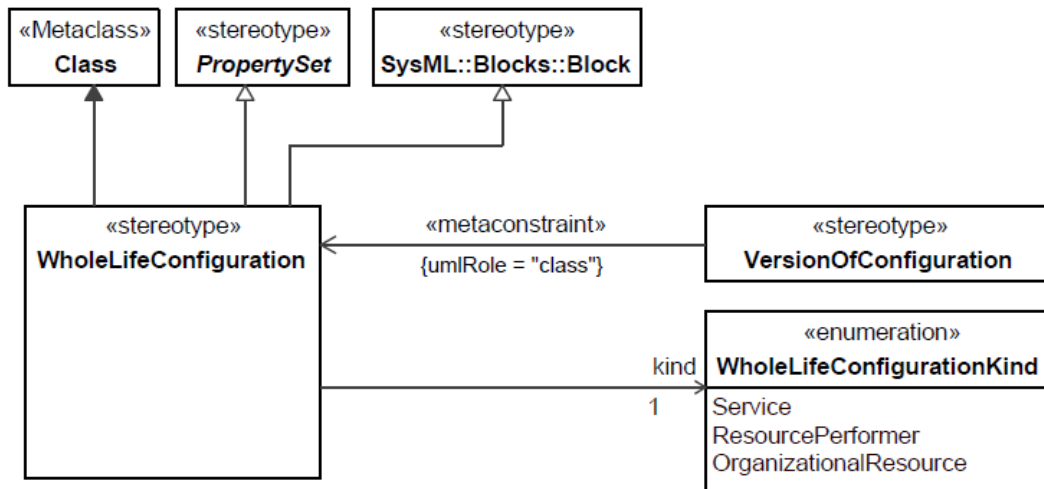 «Metaclass»
Class
«stereotype»
PropertySet
«stereotype»
SysML::Blocks::Block
«stereotype»
WholeLifeConfiguration
«metaconstraint»
{umlRole = "class"}
«stereotype»
VersionOfConfiguration
kind
1
«enumeration»
WholeLifeConfigurationKind
Service
ResourcePerformer
OrganizationalResource